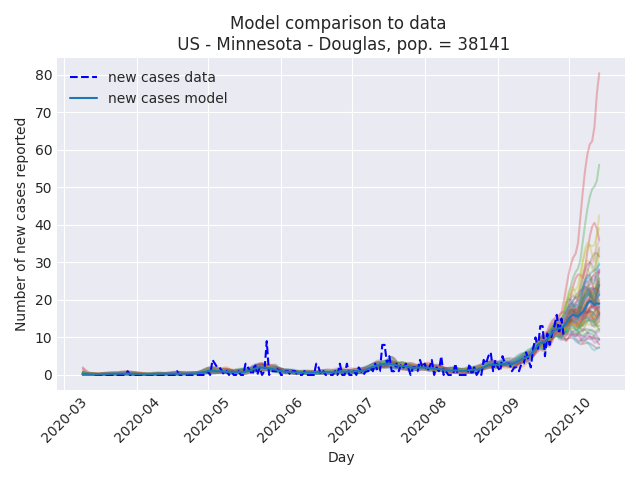 Model comparison to data
US - Minnesota - Douglas, pop. = 38141
new cases data
new cases model
Number of new cases reported
80
70
60
50
40
30
20
10
0
2020-03
2020-04
2020-05
2020-06
2020-07
2020-08
2020-09
2020-10
Day